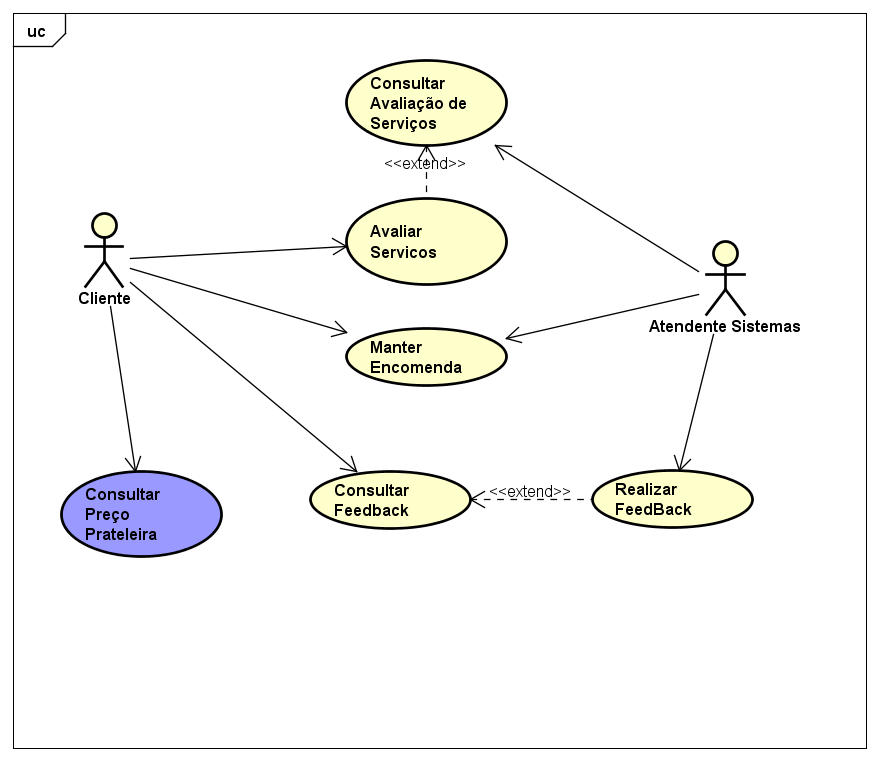 uc
Consultar
Avaliação de
Serviços
<<extend>>
Avaliar
Servicos
Cliente
Atendente Sistemas
Manter
Encomenda
Consultar
Preço
Prateleira
Consultar
Feedback
<<extend>>
Realizar
FeedBack